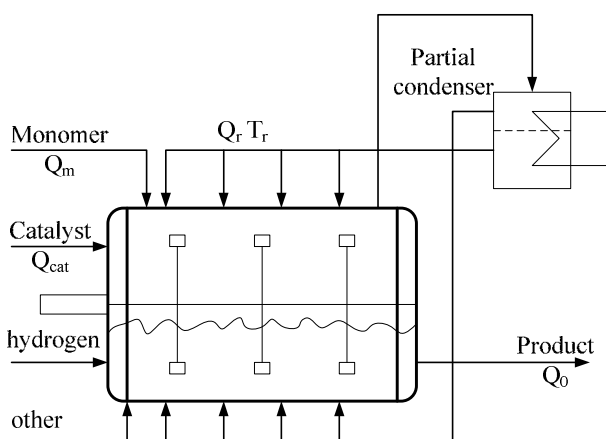 Partial
condenser
Monomer
Qm
Qr Tr
Catalyst
Qcat
hydrogen
Product
Q0
other